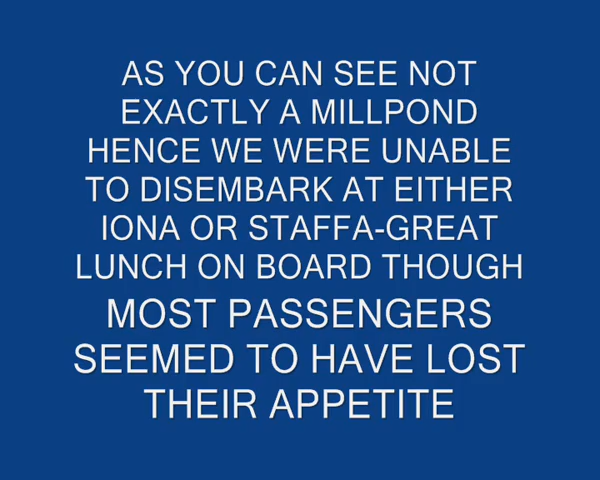 AS YOU CAN SEE NOT
EXACTLY A MILLPOND
HENCE WE WERE UNABLE
TO DISEMBARK AT EITHER
IONA OR STAFFA-GREAT
LUNCH ON BOARD THOUGH
MOST PASSENGERS
SEEMED TO HAVE LOST
THEIR APPETITE